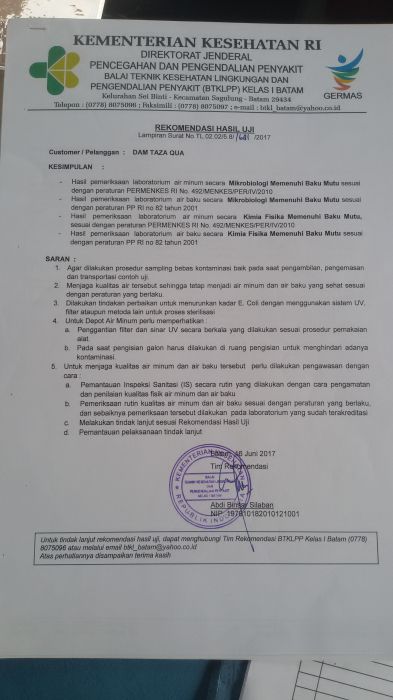 KEMENTERIAN KESEHATAN RI
DIREKTORAT JENDERAL
PENCEGAHAN DAN PENGENDALIAN PENYAKIT
BALAI TEKNIK KESEHATAN LINGKUNGAN DAN
PENGENDALIAN PENYAKIT (BTKLPP) KELAS I BATAM
Kelurahan Sei Binti - Kecamatan Sagulung - Batam 29434
Telepon : (0778) 8075096 ; Faksimili : (0778) 8075097 ; e-mail : btkl_batam@yahoo.co.id
GERMAS
REKOMENDASI HASIL UJI
Lampiran Surat No.TL.02.02/5.8/ /2017
Customer / Pelanggan : DAM TAZA QUA
KESIMPULAN :
- Hasil pemeriksaan laboratorium air minum secara Mikrobiologi Memenuhi Baku Mutu sesuai
dengan peraturan PERMENKES RI No. 492/MENKES/PER/IV/2010
- Hasil pemeriksaan laboratorium air baku secara Mikrobiologi Memenuhi Baku Mutu sesuai
dengan peraturan PP RI no 82 tahun 2001
- Hasil pemeriksaan laboratorium air minum secara Kimia Fisika Memenuhi Baku Mutu,
sesuai dengan peraturan PERMENKES RI No. 492/MENKES/PER/IV/2010
- Hasil pemeriksaan laboratorium air baku secara Kimia Fisika Memenuhi Baku Mutu sesuai
dengan peraturan PP RI no 82 tahun 2001
SARAN :
1. Agar dilakukan prosedur sampling bebas kontaminasi baik pada saat pengambilan, pengemasan
dan transportasi contoh uji.
2. Menjaga kualitas air tersebut sehingga tetap menjadi air minum dan air baku yang sehat sesuai
dengan peraturan yang berlaku.
3. Dilakukan tindakan perbaikan untuk menurunkan kadar E. Coli dengan menggunakan sistem UV,
filter ataupun metoda lain untuk proses sterilisasi
4. Untuk Depot Air Minum perlu memperhatikan :
a. Penggantian filter dan sinar UV secara berkala yang dilakukan sesuai prosedur pemakaian
alat.
b. Pada saat pengisian galon harus dilakukan di ruang pengisian untuk menghindari adanya
kontaminasi.
5. Untuk menjaga kualitas air minum dan air baku tersebut perlu dilakukan pengawasan dengan
cara :
a. Pemantauan Inspeksi Sanitasi (IS) secara rutin yang dilakukan dengan cara pengamatan
dan penilaian kualitas fisik air minum dan air baku
b. Pemeriksaan rutin kualitas air minum dan air baku sesuai dengan peraturan yang berlaku,
dan sebaiknya pemeriksaan tersebut dilakukan pada laboratorium yang sudah terakreditasi
c. Melakukan tindak lanjut sesuai Rekomendasi Hasil Uji
d. Pemantauan pelaksanaan tindak lanjut
Batam, 16 Juni 2017
Tim Rekomendasi
KEMENTERIAN KESEHATAN
REPUBLIK INDONESIA
Abdi Silaban
NIP. 197810182010121001
Untuk tindak lanjut rekomendasi hasil uji, dapat menghubungi Tim Rekomendasi BTKLPP Kelas I Batam (0778)
8075096 atau melalui email btkl_batam@yahoo.co.id
Atas perhatiannya disampaikan terima kasih